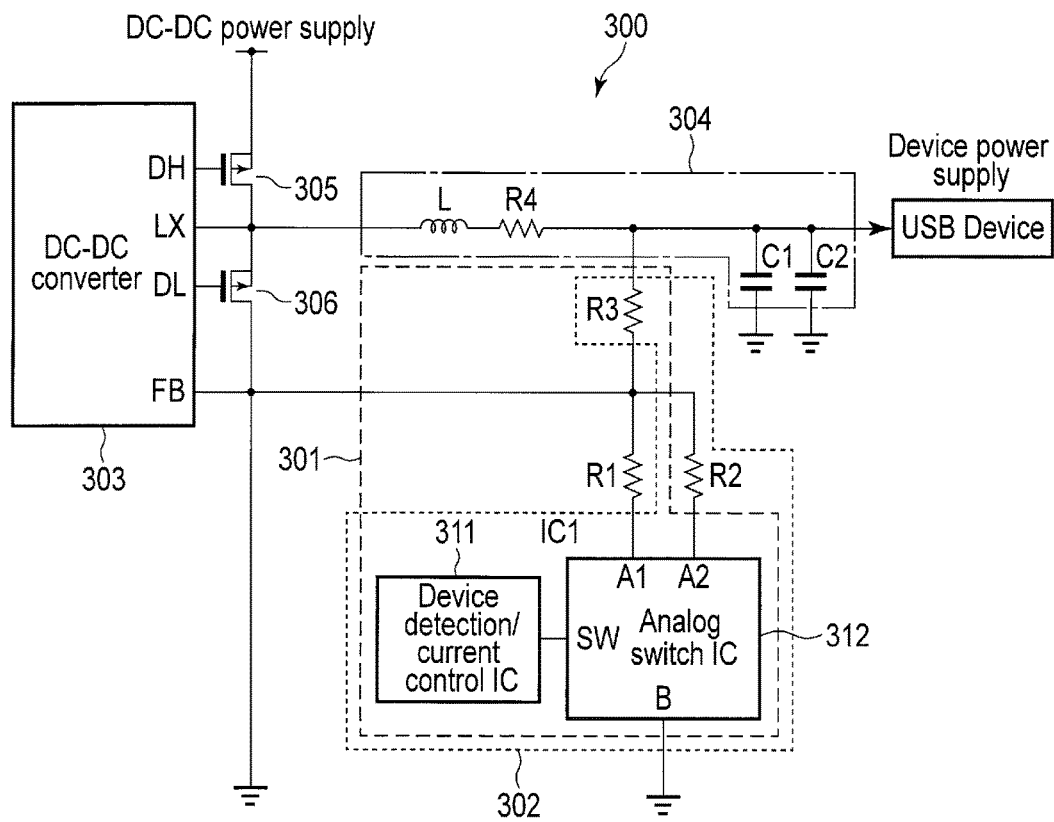 DC-DC power supply
300
304
Device power
supply
USB Device
DH
305
LX
L
R4
C1
C2
DC-DC
converter
DL
306
R3
FB
303
301
R1
R2
311
IC1
A1
A2
Device
detection/
current
control IC
SW
Analog
switch IC
312
B
302